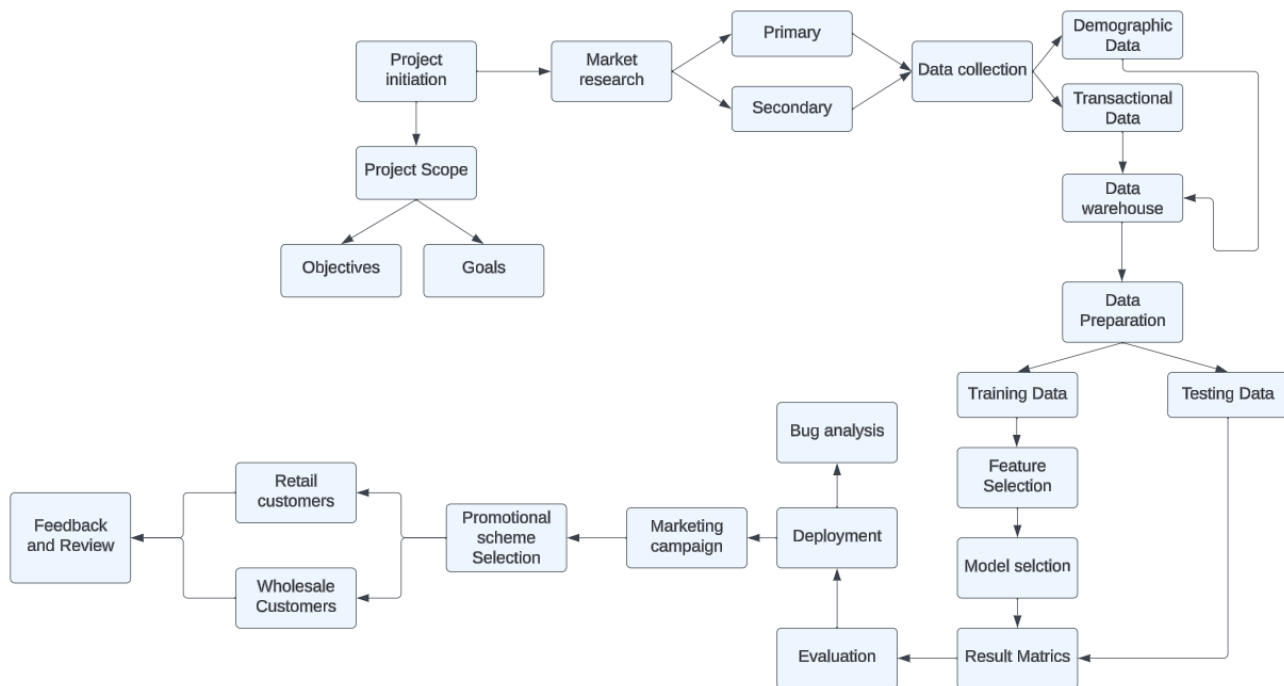 Project
initiation
Market
research
Primary
Secondary
Data collection
Demographic
Data
Transactional
Data
Data
warehouse
Project Scope
Objectives
Goals
Data
Preparation
Training Data
Testing Data
Feature
Selection
Model selction
Result Matrics
Evaluation
Deployment
Bug analysis
Marketing
campaign
Promotional
scheme
Selection
Retail
customers
Wholesale
Customers
Feedback
and Review